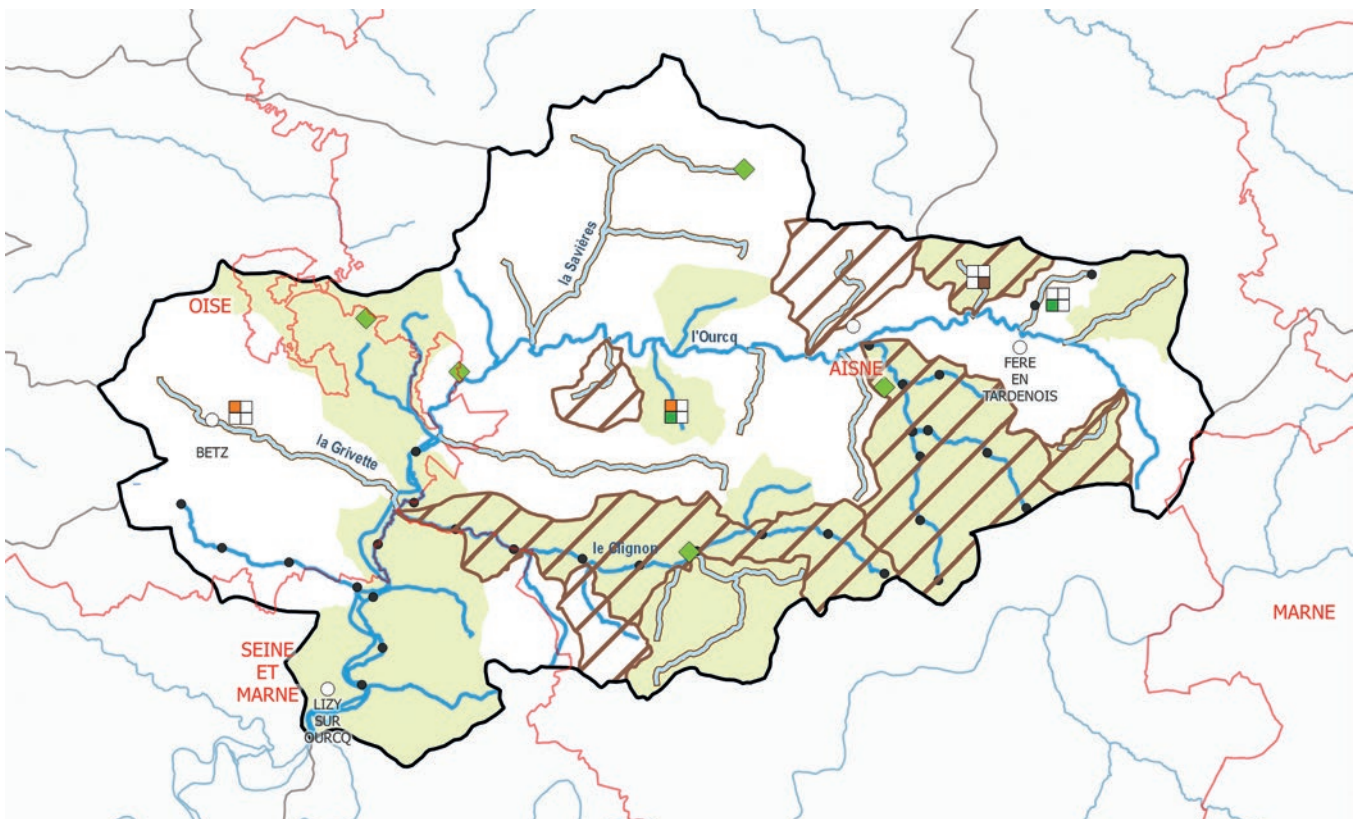 la Savières
OISE
l'Ourcq
AISNE
FERE
EN
TARDENOIS
BETZ
la Grivette
le Clignon
MARNE
SEINE
ET
MARNE
LIZY
SUR
OURCQ